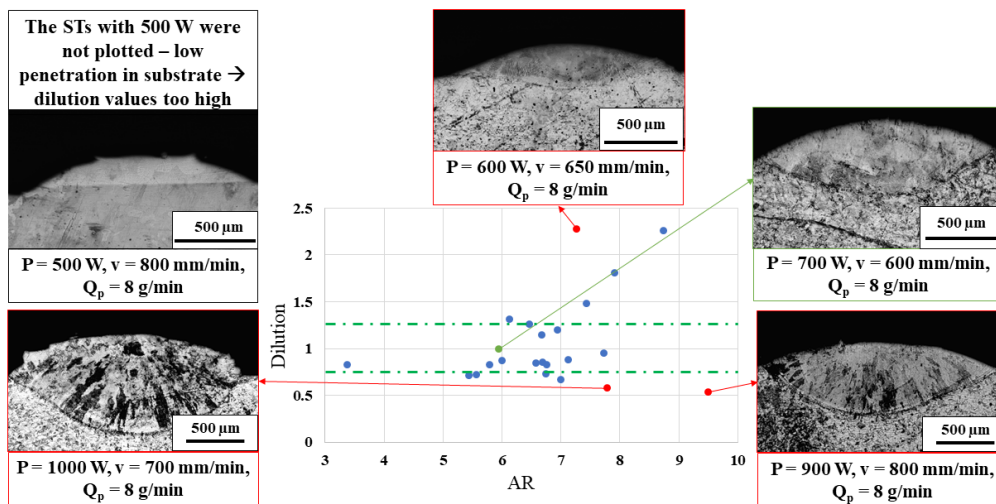 The STs with 500 W were
not plotted – low
penetration in substrate →
dilution values too high
500 µm
P = 500 W, v = 800 mm/min,
Qp = 8 g/min
500 µm
P = 600 W, v = 650 mm/min,
Qp = 8 g/min
500 µm
P = 700 W, v = 600 mm/min,
Qp = 8 g/min
500 µm
P = 1000 W, v = 700 mm/min,
Qp = 8 g/min
500 µm
P = 900 W, v = 800 mm/min,
Qp = 8 g/min
Dilution
2.5
2
1.5
1
0.5
0
3 4 5 6 7 8 9 10
AR